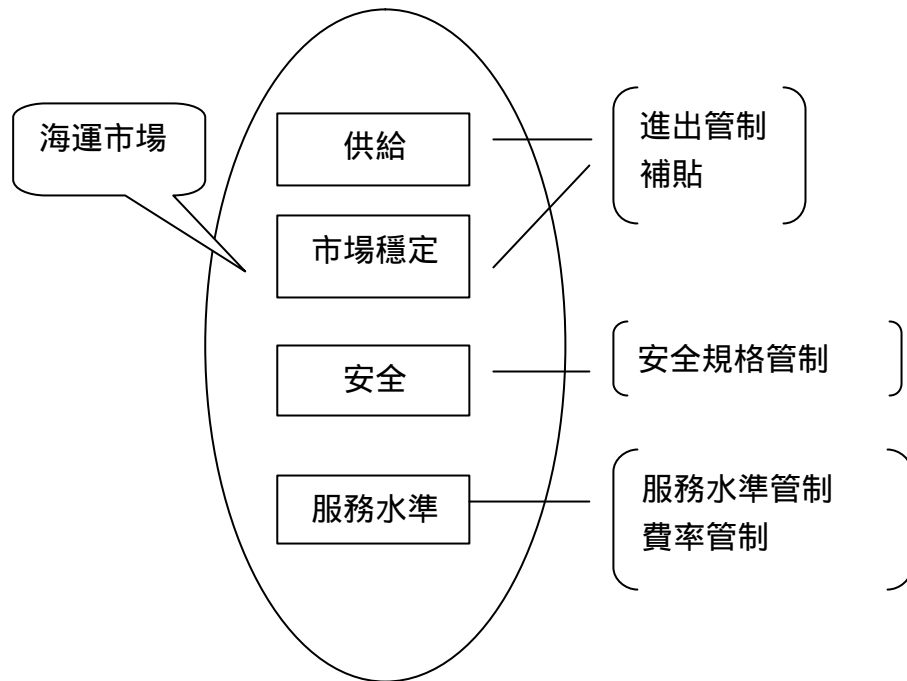 海運市場
供給
市場穩定
安全
服務水準
進出管制
補貼
安全規格管制
服務水準管制
費率管制